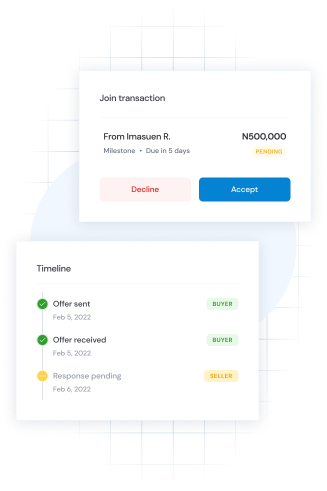 Join transaction
From Imasuen R. N500,000
Milestone • Due in 5 days PENDING
Decline Accept
Timeline
Offer sent BUYER
Feb 5, 2022
Offer received BUYER
Feb 5, 2022
Response pending SELLER
Feb 6, 2022